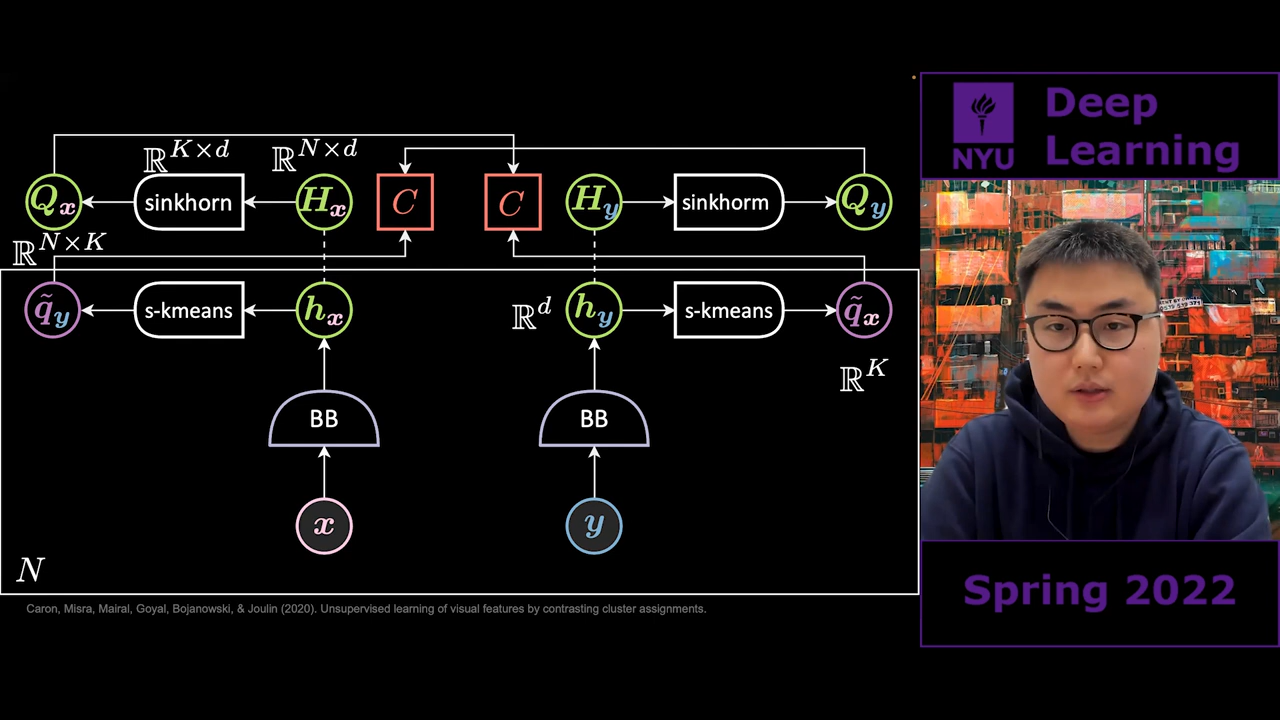 ℝ^{K×d} ℝ^{N×d}
Q_x sinkhorn H_x C C H_y sinkhorm Q_y
ℝ^{N×K}
q̃_y s-kmeans h_x ℝ^d h_y s-kmeans q̃_x
ℝ^K
BB BB
x y
N
Caron, Misra, Mairal, Goyal, Bojanowski, & Joulin (2020). Unsupervised learning of visual features by contrasting cluster assignments.
NYU
Deep
Learning
Spring 2022